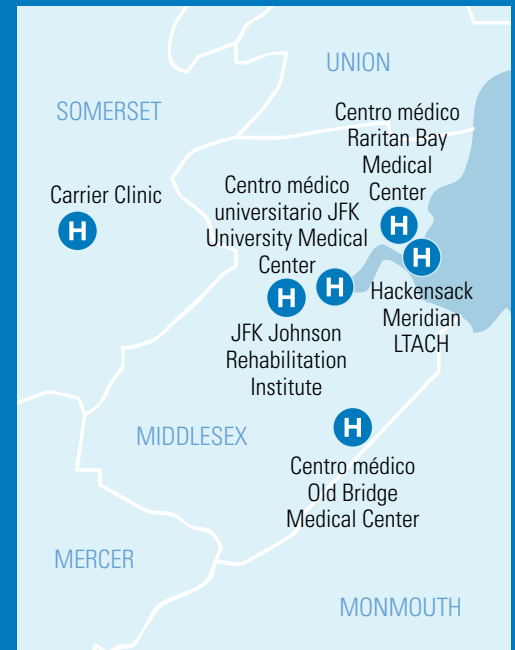 UNION
SOMERSET
Centro médico
Raritan Bay
Medical
Center
Carrier Clinic
H
Centro médico
universitario JFK
University Medical
Center
H
H
H
H
Hackensack
Meridian
LTACH
JFK Johnson
Rehabilitation
Institute
MIDDLESEX
H
Centro médico
Old Bridge
Medical Center
MERCER
MONMOUTH